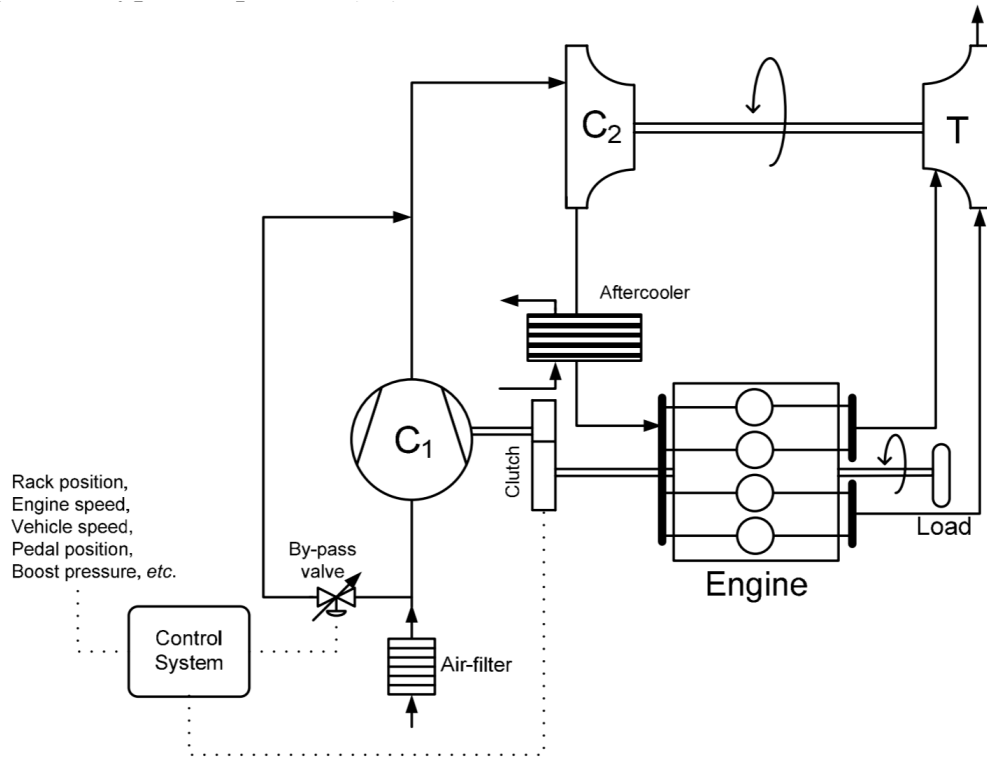 C2
T
Aftercooler
C1
Clutch
Rack position,
Engine speed,
Vehicle speed,
Pedal position,
Boost pressure, etc.
By-pass
valve
Load
Engine
Control
System
Air-filter